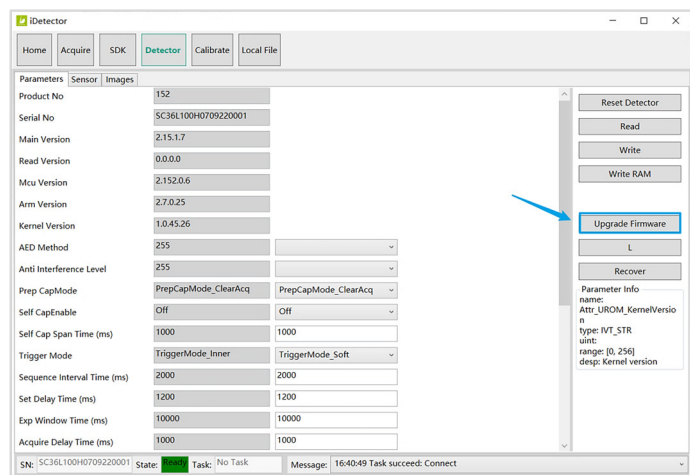 iDetector
Home Acquire SDK Detector Calibrate Local File
Parameters Sensor Images
Product No 152
Serial No SC36L100H0709220001
Main Version 2.15.1.7
Read Version 0.0.0.0
Mcu Version 2.152.0.6
Arm Version 2.7.0.25
Kernel Version 1.0.45.26
AED Method 255
Anti Interference Level 255
Prep CapMode PrepCapMode_ClearAcq PrepCapMode_ClearAcq
Self CapEnable Off Off
Self Cap Span Time (ms) 1000 1000
Trigger Mode TriggerMode_Inner TriggerMode_Soft
Sequence Interval Time (ms) 2000 2000
Set Delay Time (ms) 1200 1200
Exp Window Time (ms) 10000 10000
Acquire Delay Time (ms) 1000 1000
Reset Detector
Read
Write
Write RAM
Upgrade Firmware
L
Recover
Parameter Info
name:
Attr_UROM_KernelVersio
n
type: IVT_STR
uint:
range: [0, 256]
desp: Kernel version
SN: SC36L100H0709220001 State: Ready Task: No Task Message: 16:40:49 Task succeed: Connect